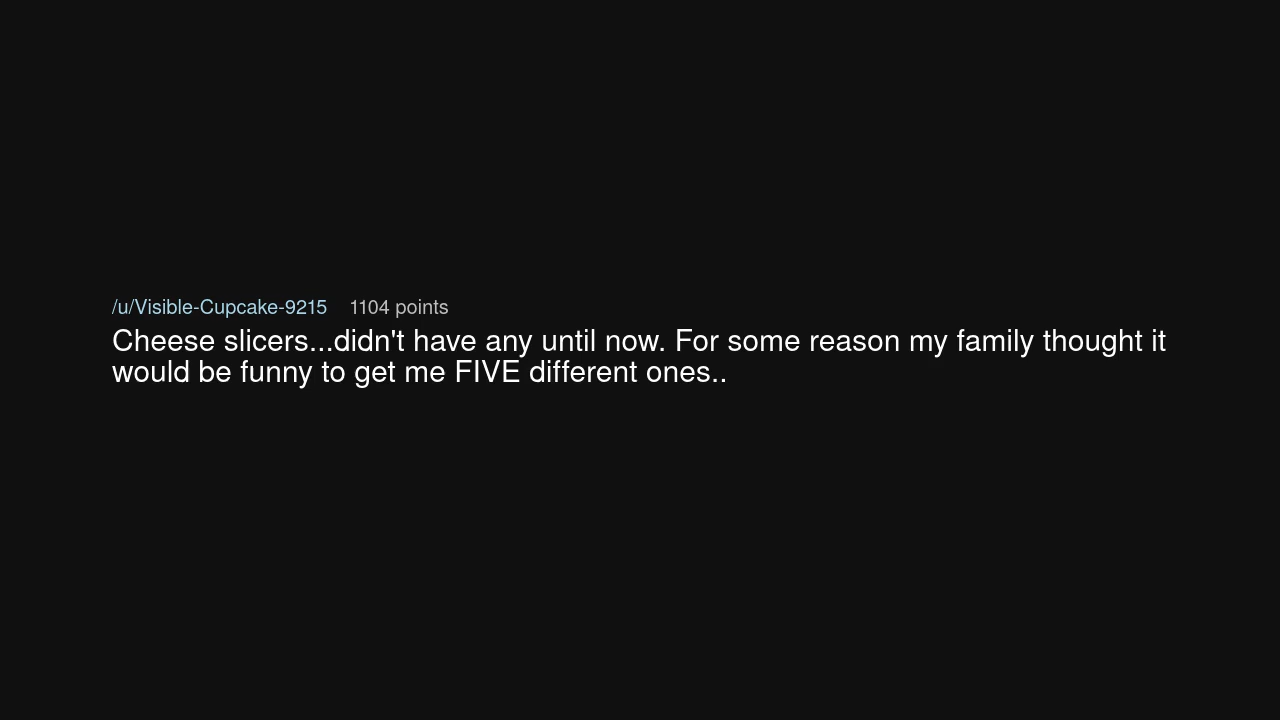 /u/Visible-Cupcake-9215 1104 points
Cheese slicers...didn't have any until now. For some reason my family thought it
would be funny to get me FIVE different ones..